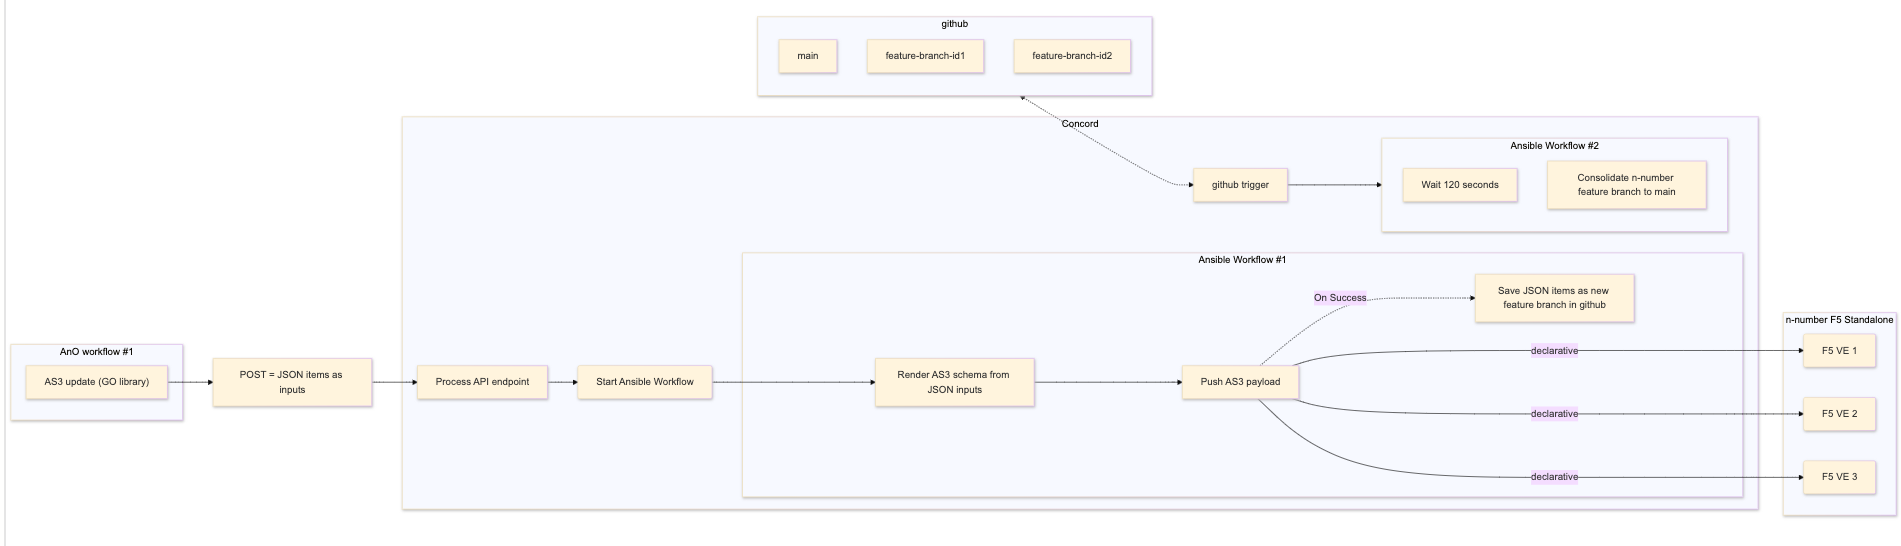 github
main
feature-branch-id1
feature-branch-id2
Concord
Ansible Workflow #2
github trigger
Wait 120 seconds
Consolidate n-number
feature branch to main
Ansible Workflow #1
On Success
Save JSON items as new
feature branch in github
n-number F5 Standalone
AnO workflow #1
AS3 update (GO library)
POST = JSON items as
inputs
Process API endpoint
Start Ansible Workflow
Render AS3 schema from
JSON inputs
Push AS3 payload
declarative
F5 VE 1
declarative
F5 VE 2
declarative
F5 VE 3